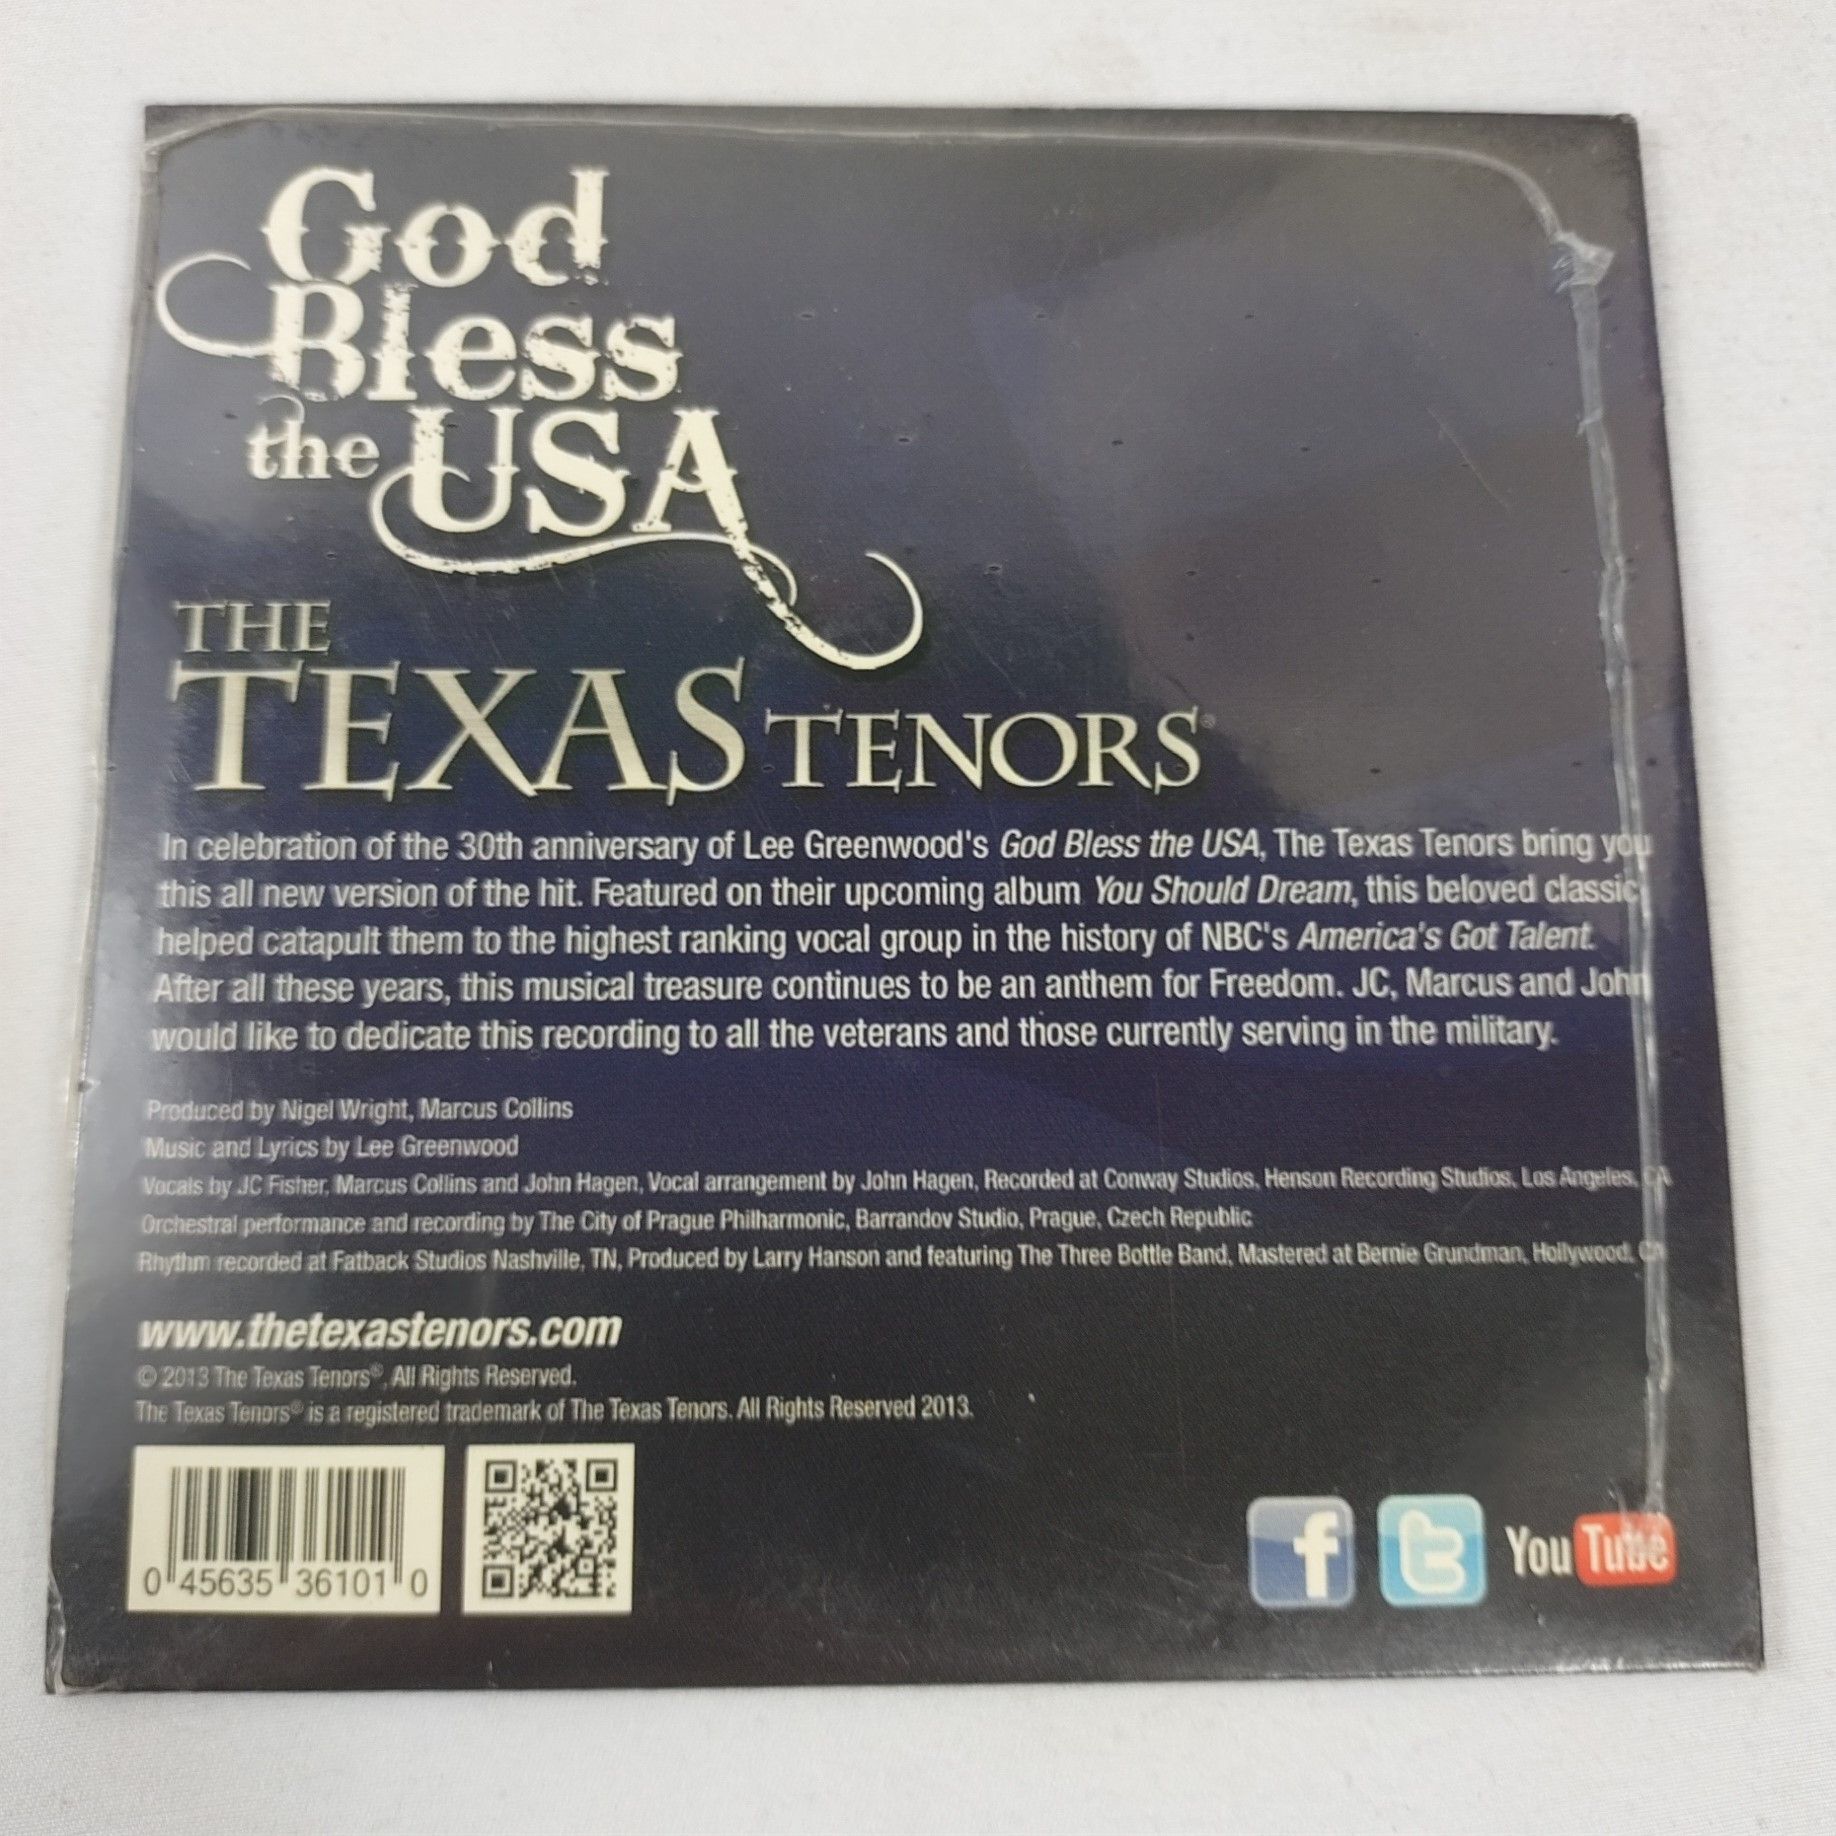 God
Bless
the USA
THE
TEXAS TENORS®
In celebration of the 30th anniversary of Lee Greenwood's God Bless the USA, The Texas Tenors bring you
this all new version of the hit. Featured on their upcoming album You Should Dream, this beloved classic
helped catapult them to the highest ranking vocal group in the history of NBC's America's Got Talent.
After all these years, this musical treasure continues to be an anthem for Freedom. JC, Marcus and John
would like to dedicate this recording to all the veterans and those currently serving in the military.
Produced by Nigel Wright, Marcus Collins
Music and Lyrics by Lee Greenwood
Vocals by JC Fisher, Marcus Collins and John Hagen, Vocal arrangement by John Hagen, Recorded at Conway Studios, Henson Recording Studios, Los Angeles, CA
Orchestral performance and recording by The City of Prague Philharmonic, Barrandov Studio, Prague, Czech Republic
Rhythm recorded at Fatback Studios Nashville, TN, Produced by Larry Hanson and featuring The Three Bottle Band, Mastered at Bernie Grundman, Hollywood, CA
www.thetexastenors.com
© 2013 The Texas Tenors®, All Rights Reserved.
The Texas Tenors® is a registered trademark of The Texas Tenors. All Rights Reserved 2013.
0 45635 36101 0
f t YouTube